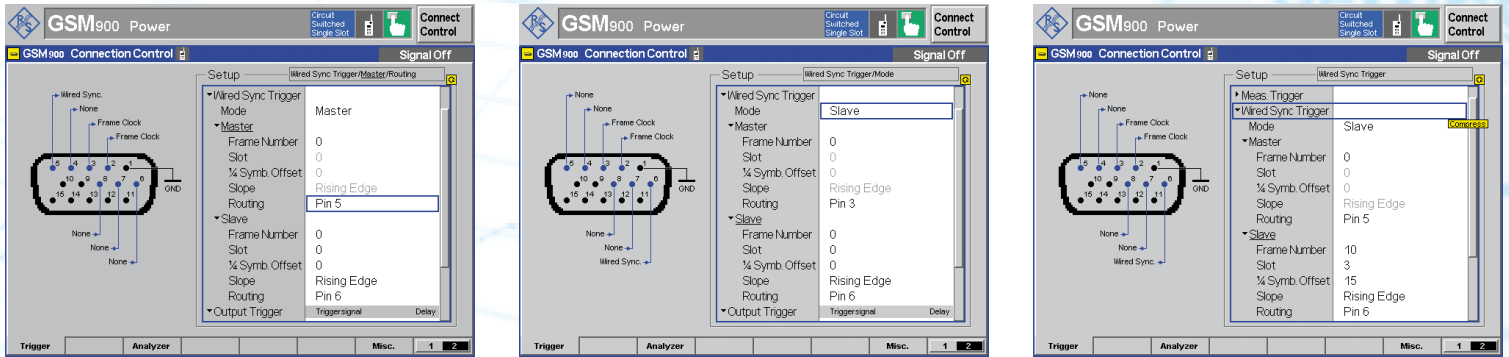 R&S
GSM900 Power
Circuit
Switched
Single Slot
Connect
Control
GSM900 Connection Control
Signal Off
Setup
Wired Sync Trigger/Master/Routing
Wired Sync.
None
Frame Clock
Frame Clock
5 4 3 2 1
10 9 8 7 6
15 14 13 12 11
GND
None
None
None
Wired Sync Trigger
Mode Master
Master
Frame Number 0
Slot 0
¼ Symb. Offset 0
Slope Rising Edge
Routing Pin 5
Slave
Frame Number 0
Slot 0
¼ Symb. Offset 0
Slope Rising Edge
Routing Pin 6
Output Trigger Triggersignal Delay
Trigger Analyzer Misc. 1 2
R&S
GSM900 Power
Circuit
Switched
Single Slot
Connect
Control
GSM900 Connection Control
Signal Off
Setup
Wired Sync Trigger/Mode
None
None
Frame Clock
Frame Clock
5 4 3 2 1
10 9 8 7 6
15 14 13 12 11
GND
None
None
Wired Sync.
Wired Sync Trigger
Mode Slave
Master
Frame Number 0
Slot 0
¼ Symb. Offset 0
Slope Rising Edge
Routing Pin 3
Slave
Frame Number 0
Slot 0
¼ Symb. Offset 0
Slope Rising Edge
Routing Pin 6
Output Trigger Triggersignal Delay
Trigger Analyzer Misc. 1 2
R&S
GSM900 Power
Circuit
Switched
Single Slot
Connect
Control
GSM900 Connection Control
Signal Off
Setup
Wired Sync Trigger
None
None
Frame Clock
Frame Clock
5 4 3 2 1
10 9 8 7 6
15 14 13 12 11
GND
None
None
Wired Sync.
Meas. Trigger
Wired Sync Trigger
Compress
Mode Slave
Master
Frame Number 0
Slot 0
¼ Symb. Offset 0
Slope Rising Edge
Routing Pin 5
Slave
Frame Number 10
Slot 3
¼ Symb. Offset 15
Slope Rising Edge
Routing Pin 6
Trigger Analyzer Misc. 1 2